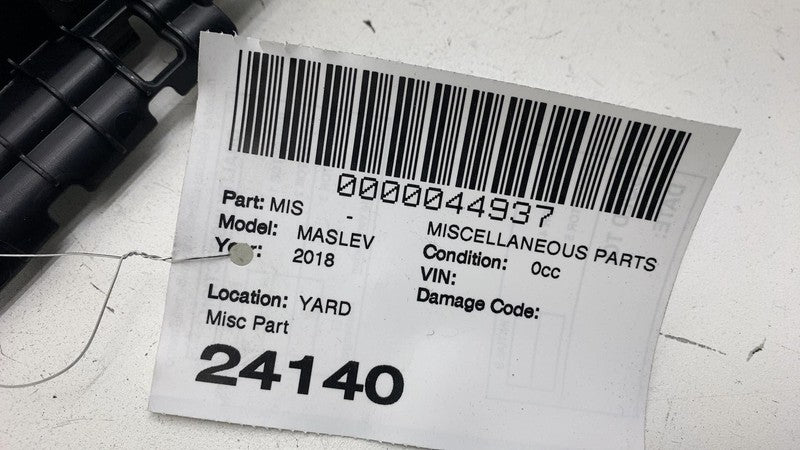 0000044937
Part: MIS - MISCELLANEOUS PARTS
Model: MASLEV Condition: 0cc
Year: 2018 VIN:
Damage Code:
Location: YARD
Misc Part
24140